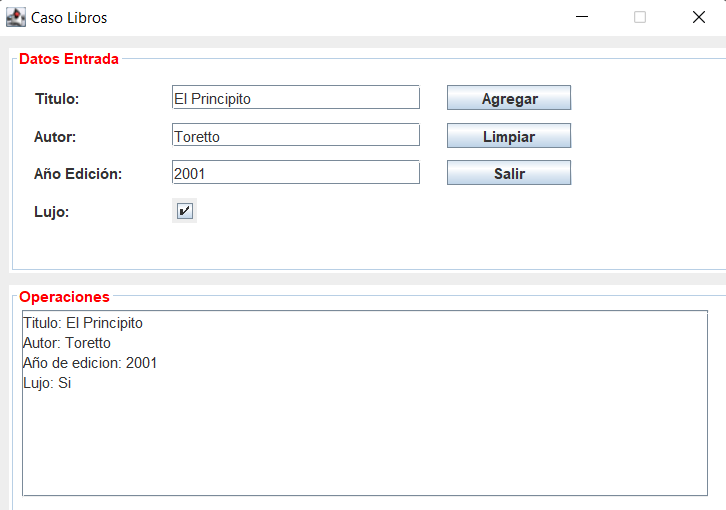 Caso Libros
Datos Entrada
Titulo: El Principito Agregar
Autor: Toretto Limpiar
Año Edición: 2001 Salir
Lujo:
Operaciones
Titulo: El Principito
Autor: Toretto
Año de edicion: 2001
Lujo: Si